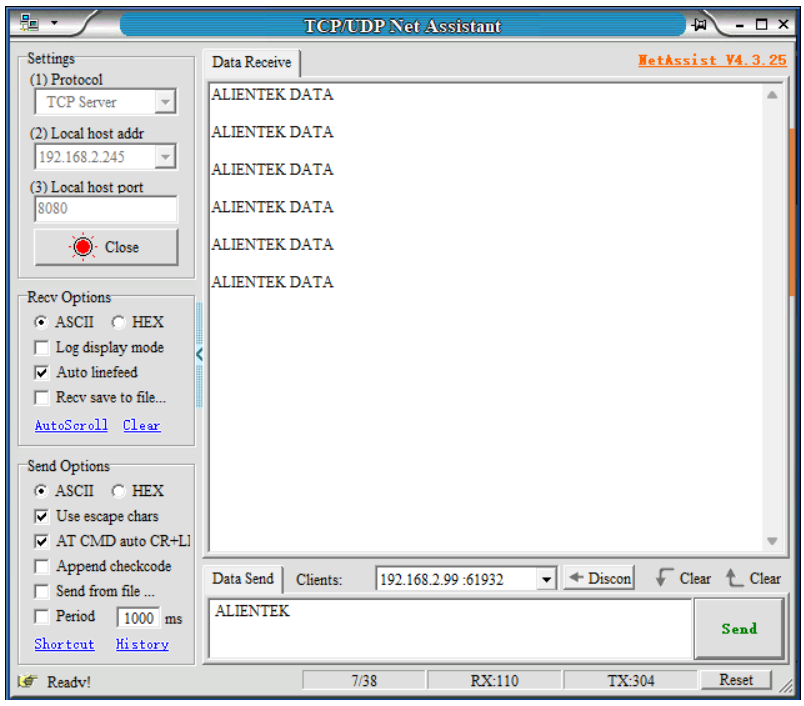 TCP/UDP Net Assistant
Settings
(1) Protocol
TCP Server
(2) Local host addr
192.168.2.245
(3) Local host port
8080
Close
Recv Options
ASCII HEX
Log display mode
Auto linefeed
Recv save to file...
AutoScroll Clear
Send Options
ASCII HEX
Use escape chars
AT CMD auto CR+LI
Append checkcode
Send from file ...
Period 1000 ms
Shortcut History
Data Receive NetAssist V4.3.25
ALIENTEK DATA
ALIENTEK DATA
ALIENTEK DATA
ALIENTEK DATA
ALIENTEK DATA
ALIENTEK DATA
Data Send Clients: 192.168.2.99 :61932 Discon Clear Clear
ALIENTEK
Send
Ready! 7/38 RX:110 TX:304 Reset